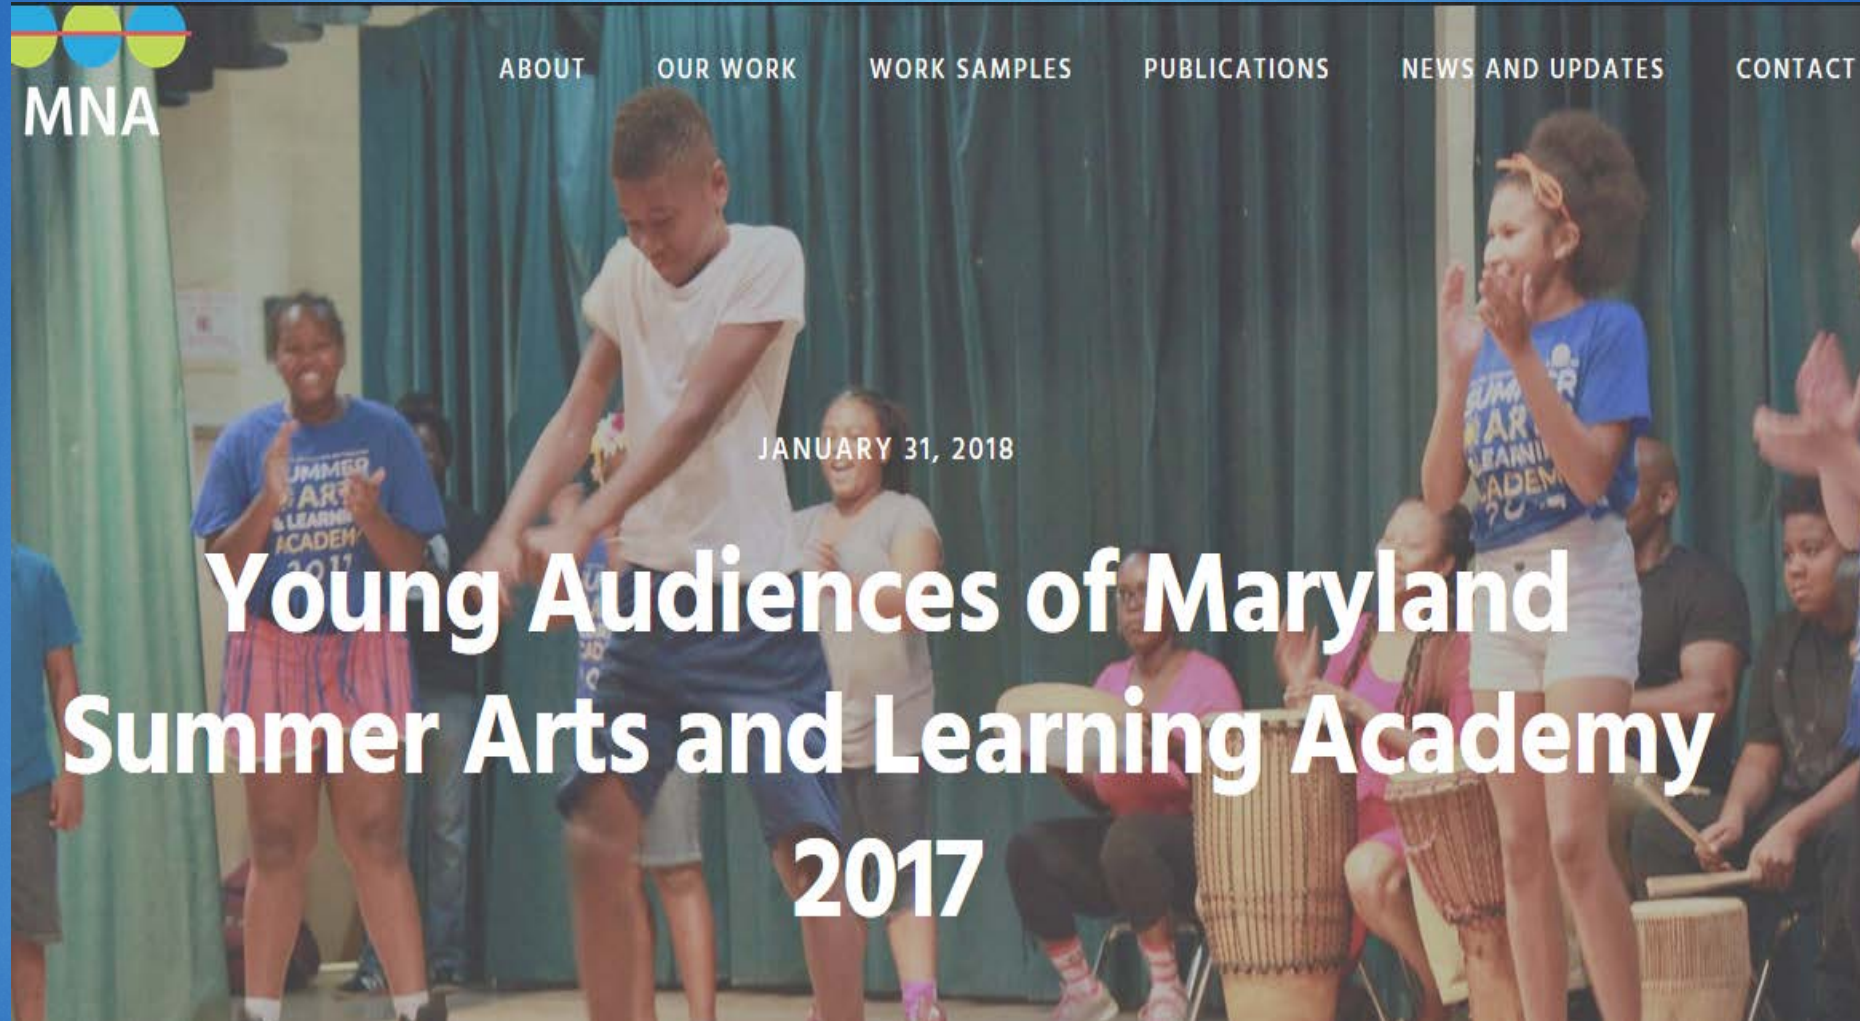 MNA
ABOUT OUR WORK WORK SAMPLES PUBLICATIONS NEWS AND UPDATES CONTACT
JANUARY 31, 2018
Young Audiences of Maryland
Summer Arts and Learning Academy
2017